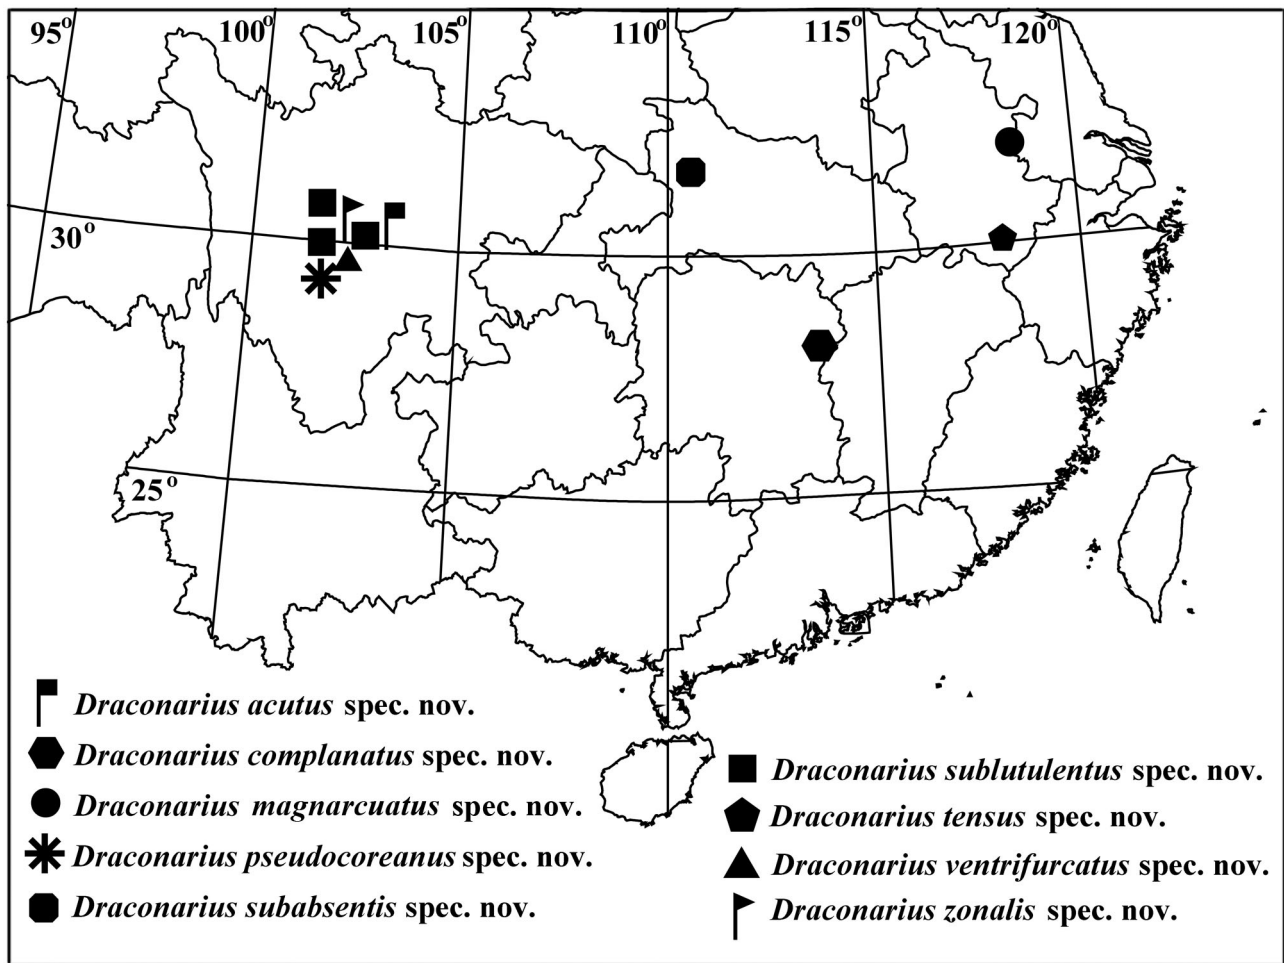 95° 100° 105° 110° 115° 120°
30°
25°
Draconarius acutus spec. nov.
Draconarius complanatus spec. nov.
Draconarius magnarcuatus spec. nov.
Draconarius pseudocoreanus spec. nov.
Draconarius subabsentis spec. nov.
Draconarius sublutulentus spec. nov.
Draconarius tensus spec. nov.
Draconarius ventrifurcatus spec. nov.
Draconarius zonalis spec. nov.